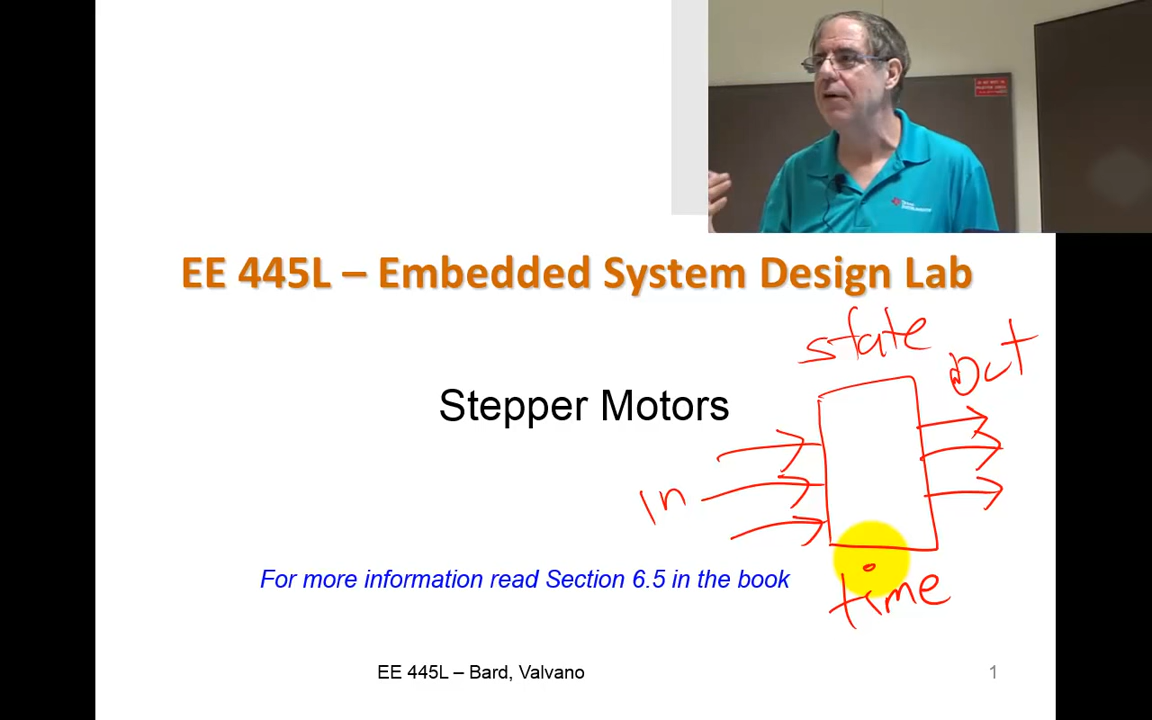 EE 445L – Embedded System Design Lab
state
Out
Stepper Motors
In
For more information read Section 6.5 in the book
time
EE 445L – Bard, Valvano
1